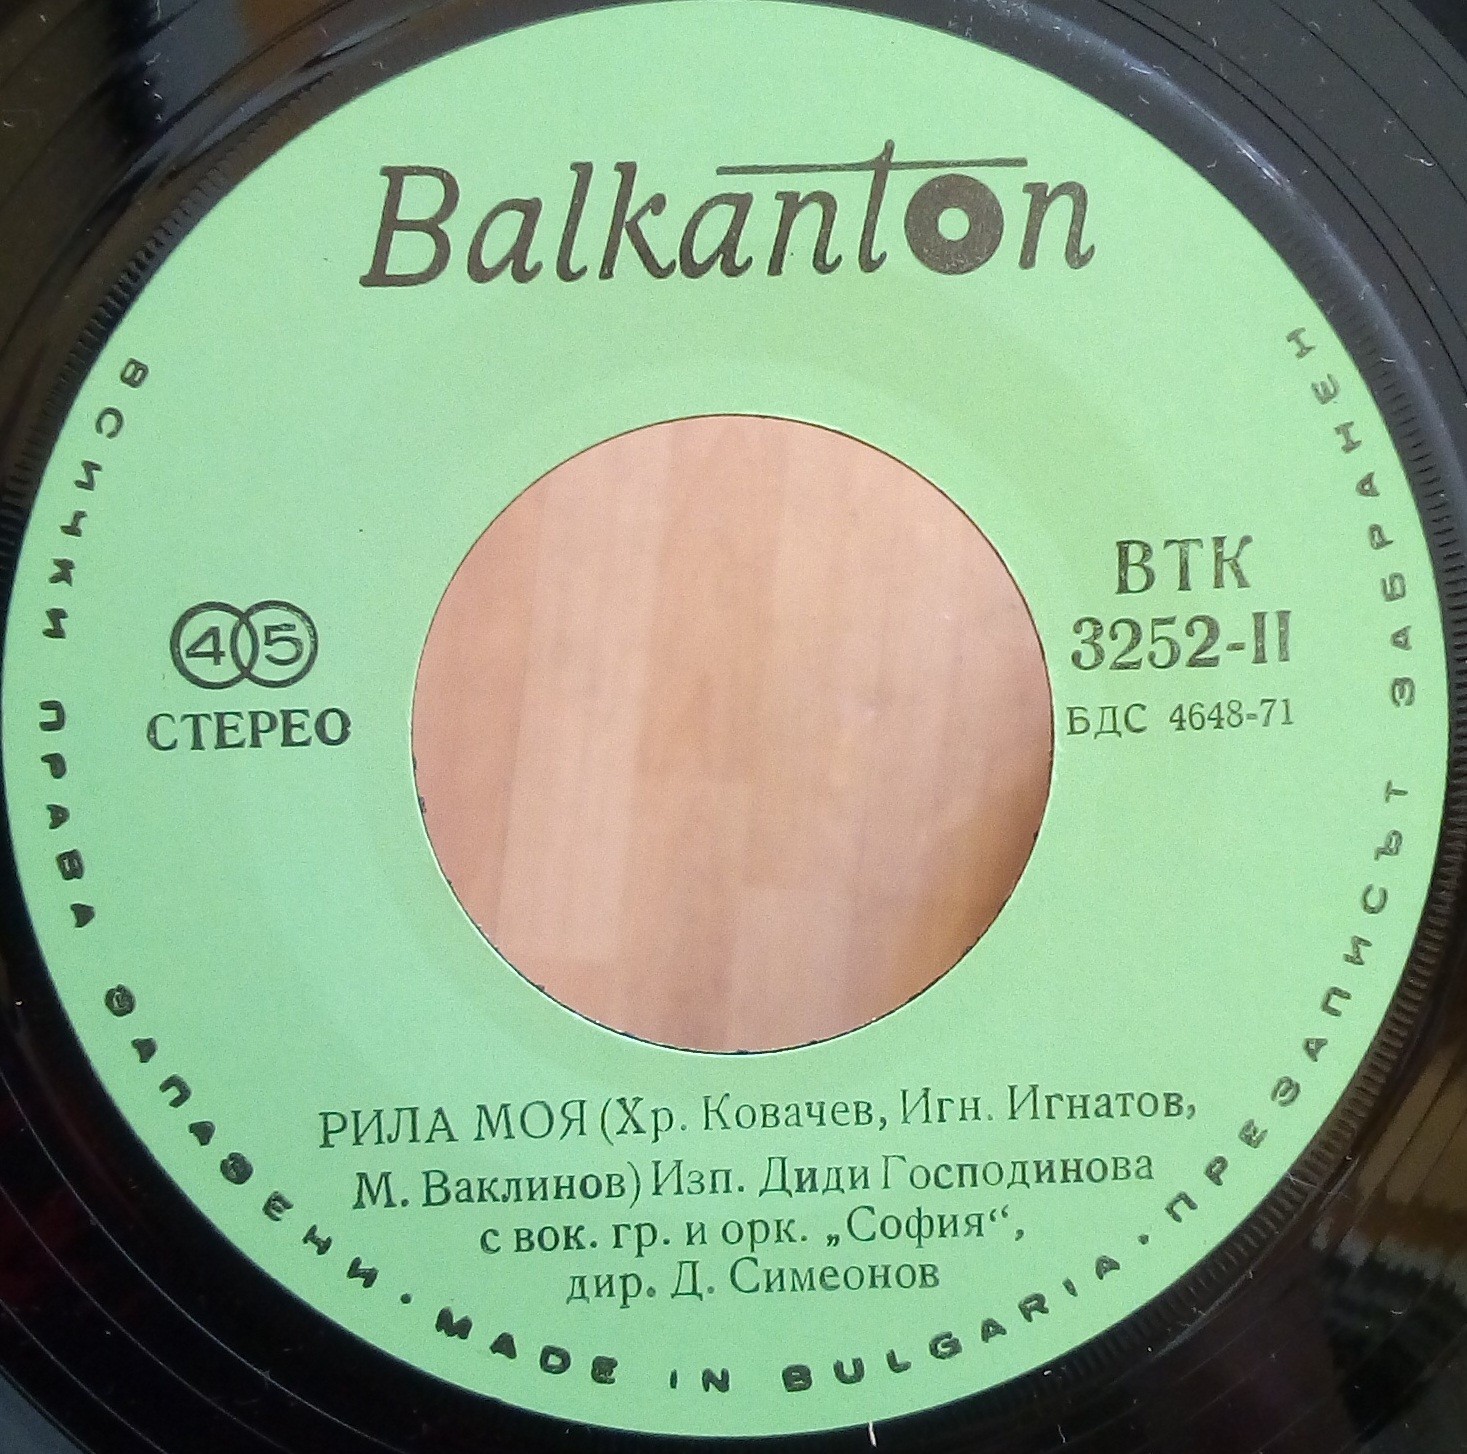 Balkanton
45
СТЕРЕО
ВТК
3252-II
БДС 4648-71
РИЛА МОЯ (Хр. Ковачев, Игн. Игнатов,
М. Ваклинов) Изп. Диди Господинова
с вок. гр. и орк. „София“,
дир. Д. Симеонов
ВСИЧКИ ПРАВА ЗАПАЗЕНИ · MADE IN BULGARIA · ПРЕЗАПИСЪТ ЗАБРАНЕН